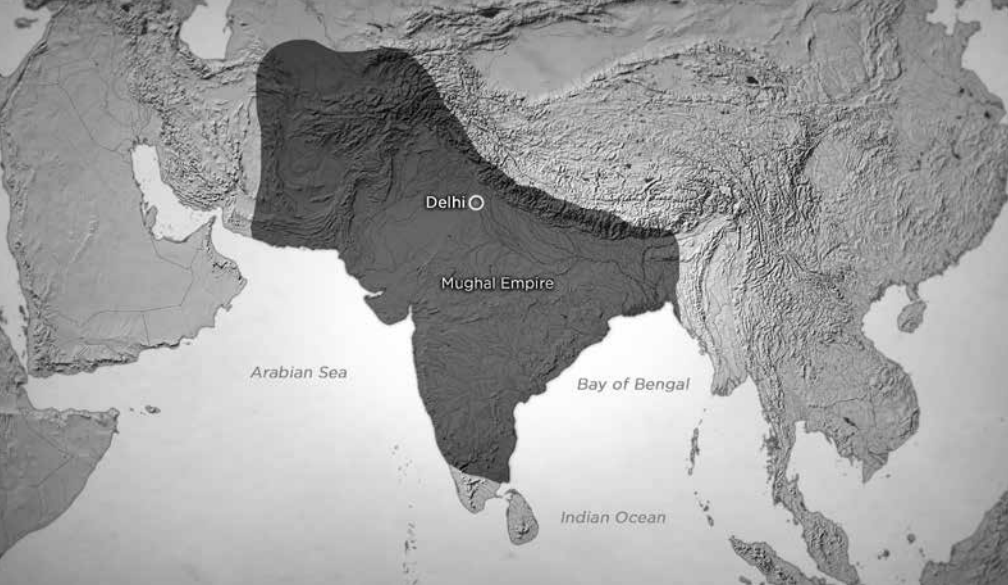 Delhi
Mughal Empire
Arabian Sea
Bay of Bengal
Indian Ocean